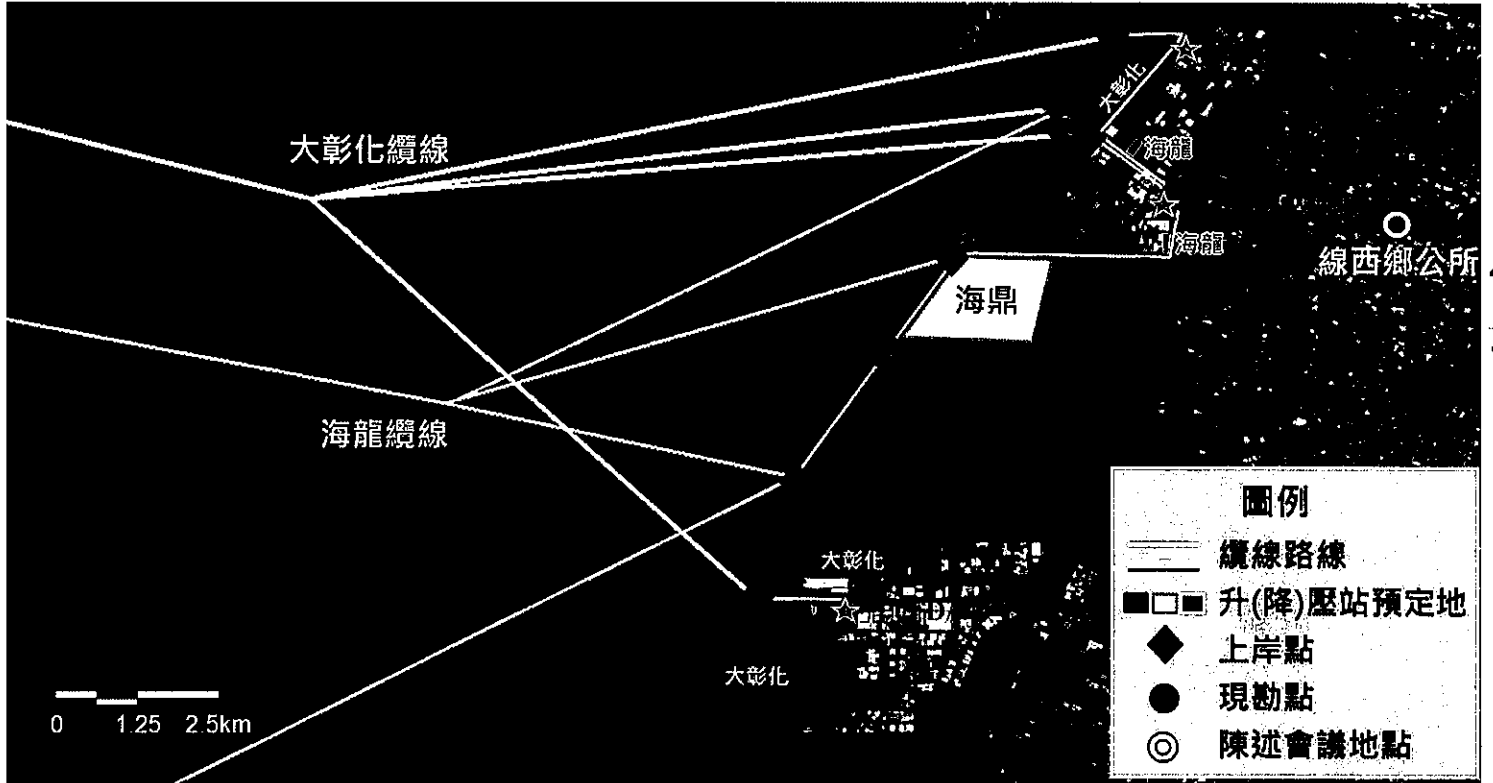 大彰化
大彰化纜線
海龍
海龍
線西鄉公所
海鼎
海龍纜線
大彰化
大彰化
0 1.25 2.5km
圖例
纜線路線
升(降)壓站預定地
上岸點
現勘點
陳述會議地點